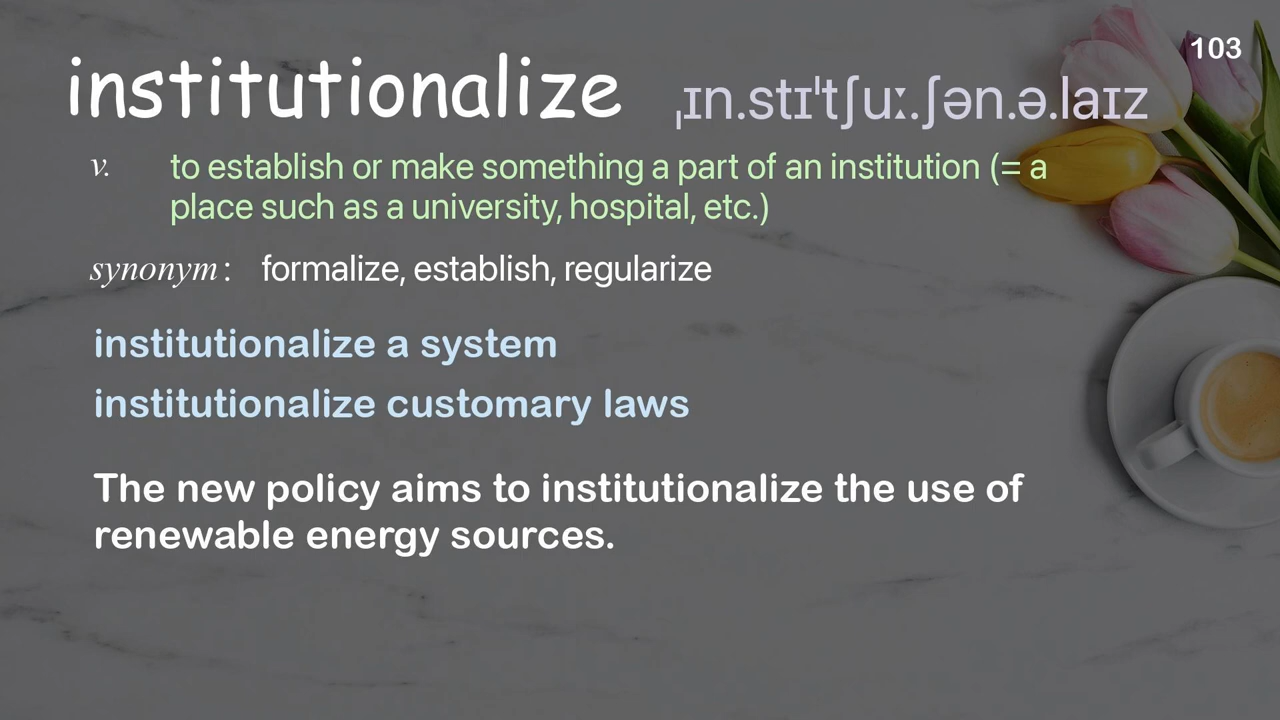 103
institutionalize ˌɪn.stɪˈtʃuː.ʃən.ə.laɪz
v. to establish or make something a part of an institution (= a
place such as a university, hospital, etc.)
synonym : formalize, establish, regularize
institutionalize a system
institutionalize customary laws
The new policy aims to institutionalize the use of
renewable energy sources.